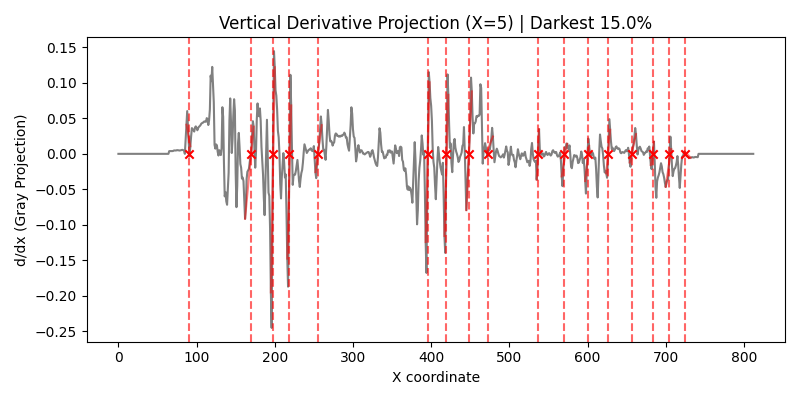 Vertical Derivative Projection (X=5) | Darkest 15.0%
d/dx (Gray Projection)
0.15
0.10
0.05
0.00
−0.05
−0.10
−0.15
−0.20
−0.25
0 100 200 300 400 500 600 700 800
X coordinate